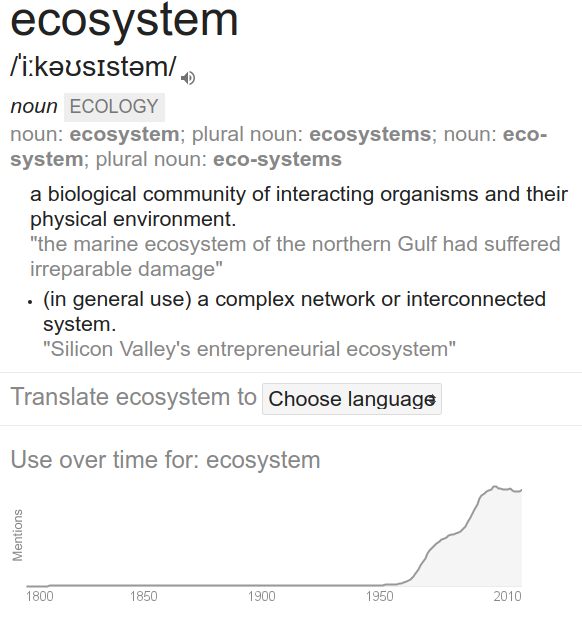 ecosystem
/ˈiːkəʊsɪstəm/
noun ECOLOGY
noun: ecosystem; plural noun: ecosystems; noun: eco-
system; plural noun: eco-systems
a biological community of interacting organisms and their
physical environment.
"the marine ecosystem of the northern Gulf had suffered
irreparable damage"
• (in general use) a complex network or interconnected
system.
"Silicon Valley's entrepreneurial ecosystem"
Translate ecosystem to Choose language
Use over time for: ecosystem
Mentions
1800 1850 1900 1950 2010